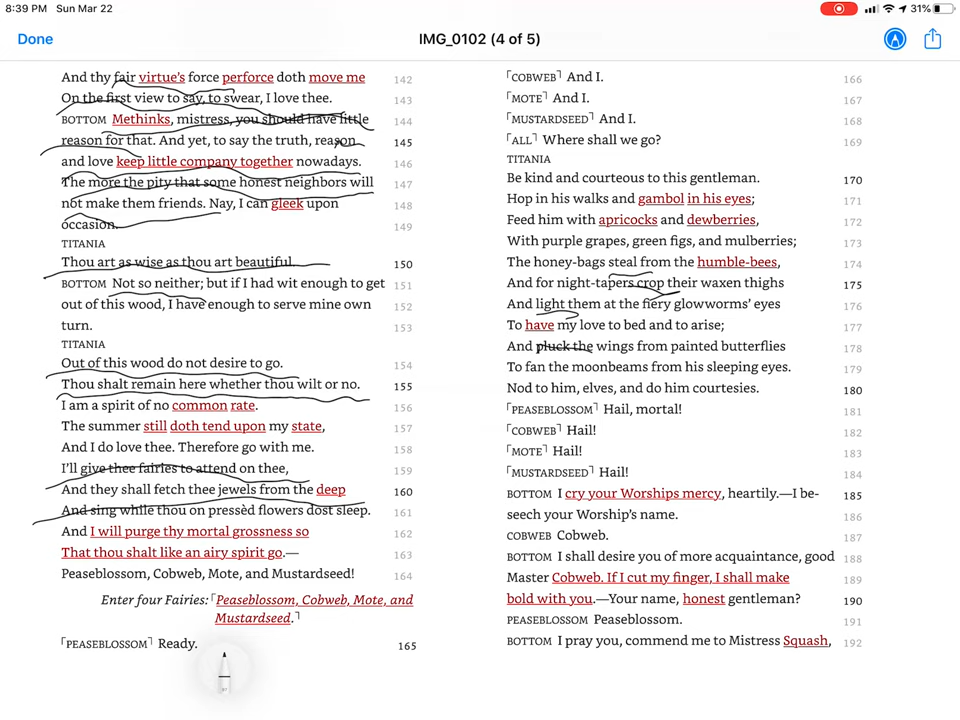 8:39 PM Sun Mar 22 31%
Done IMG_0102 (4 of 5)
And thy fair virtue's force perforce doth move me 142
On the first view to say, to swear, I love thee. 143
BOTTOM Methinks, mistress, you should have little 144
reason for that. And yet, to say the truth, reason 145
and love keep little company together nowadays. 146
The more the pity that some honest neighbors will 147
not make them friends. Nay, I can gleek upon 148
occasion. 149
TITANIA
Thou art as wise as thou art beautiful. 150
BOTTOM Not so neither; but if I had wit enough to get 151
out of this wood, I have enough to serve mine own 152
turn. 153
TITANIA
Out of this wood do not desire to go. 154
Thou shalt remain here whether thou wilt or no. 155
I am a spirit of no common rate. 156
The summer still doth tend upon my state, 157
And I do love thee. Therefore go with me. 158
I'll give thee fairies to attend on thee, 159
And they shall fetch thee jewels from the deep 160
And sing while thou on pressèd flowers dost sleep. 161
And I will purge thy mortal grossness so 162
That thou shalt like an airy spirit go.— 163
Peaseblossom, Cobweb, Mote, and Mustardseed! 164
Enter four Fairies: ⌜Peaseblossom, Cobweb, Mote, and
Mustardseed.⌝
⌜PEASEBLOSSOM⌝ Ready. 165
⌜COBWEB⌝ And I. 166
⌜MOTE⌝ And I. 167
⌜MUSTARDSEED⌝ And I. 168
⌜ALL⌝ Where shall we go? 169
TITANIA
Be kind and courteous to this gentleman. 170
Hop in his walks and gambol in his eyes; 171
Feed him with apricocks and dewberries, 172
With purple grapes, green figs, and mulberries; 173
The honey-bags steal from the humble-bees, 174
And for night-tapers crop their waxen thighs 175
And light them at the fiery glowworms' eyes 176
To have my love to bed and to arise; 177
And pluck the wings from painted butterflies 178
To fan the moonbeams from his sleeping eyes. 179
Nod to him, elves, and do him courtesies. 180
⌜PEASEBLOSSOM⌝ Hail, mortal! 181
⌜COBWEB⌝ Hail! 182
⌜MOTE⌝ Hail! 183
⌜MUSTARDSEED⌝ Hail! 184
BOTTOM I cry your Worships mercy, heartily.—I be- 185
seech your Worship's name. 186
COBWEB Cobweb. 187
BOTTOM I shall desire you of more acquaintance, good 188
Master Cobweb. If I cut my finger, I shall make 189
bold with you.—Your name, honest gentleman? 190
PEASEBLOSSOM Peaseblossom. 191
BOTTOM I pray you, commend me to Mistress Squash, 192